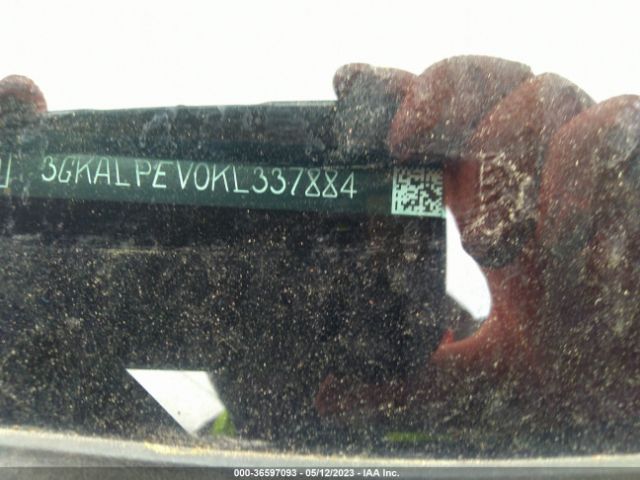 3GKALPEV0KL337884
000-36597093 - 05/12/2023 - IAA Inc.